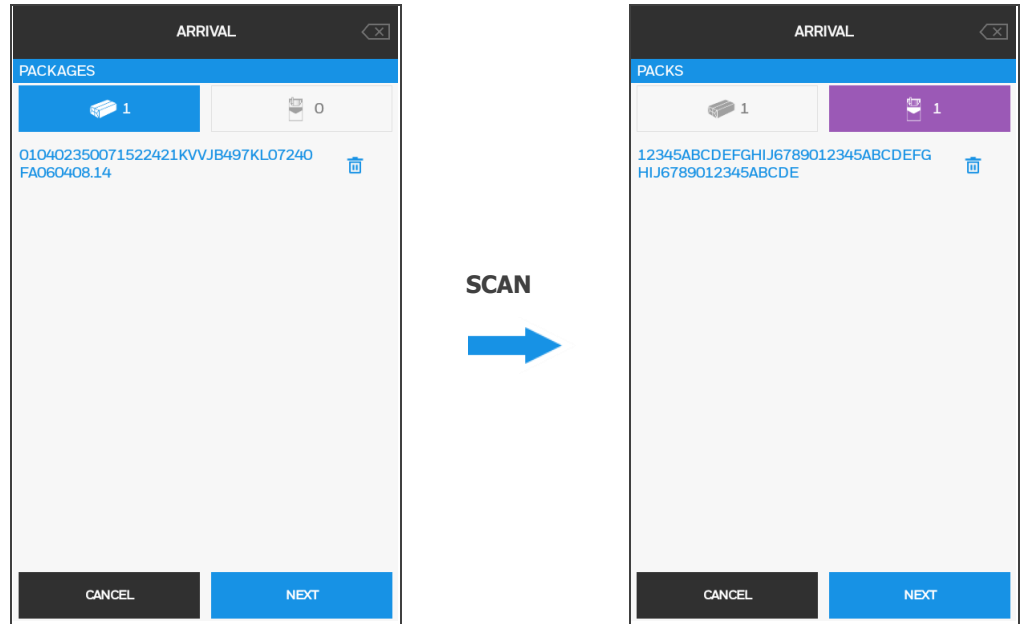 ARRIVAL
PACKAGES
1
0
010402350071522421KVVJB497KL07240
FA060408.14
CANCEL
NEXT
SCAN
ARRIVAL
PACKS
1
1
12345ABCDEFGHIJ6789012345ABCDEFG
HIJ6789012345ABCDE
CANCEL
NEXT